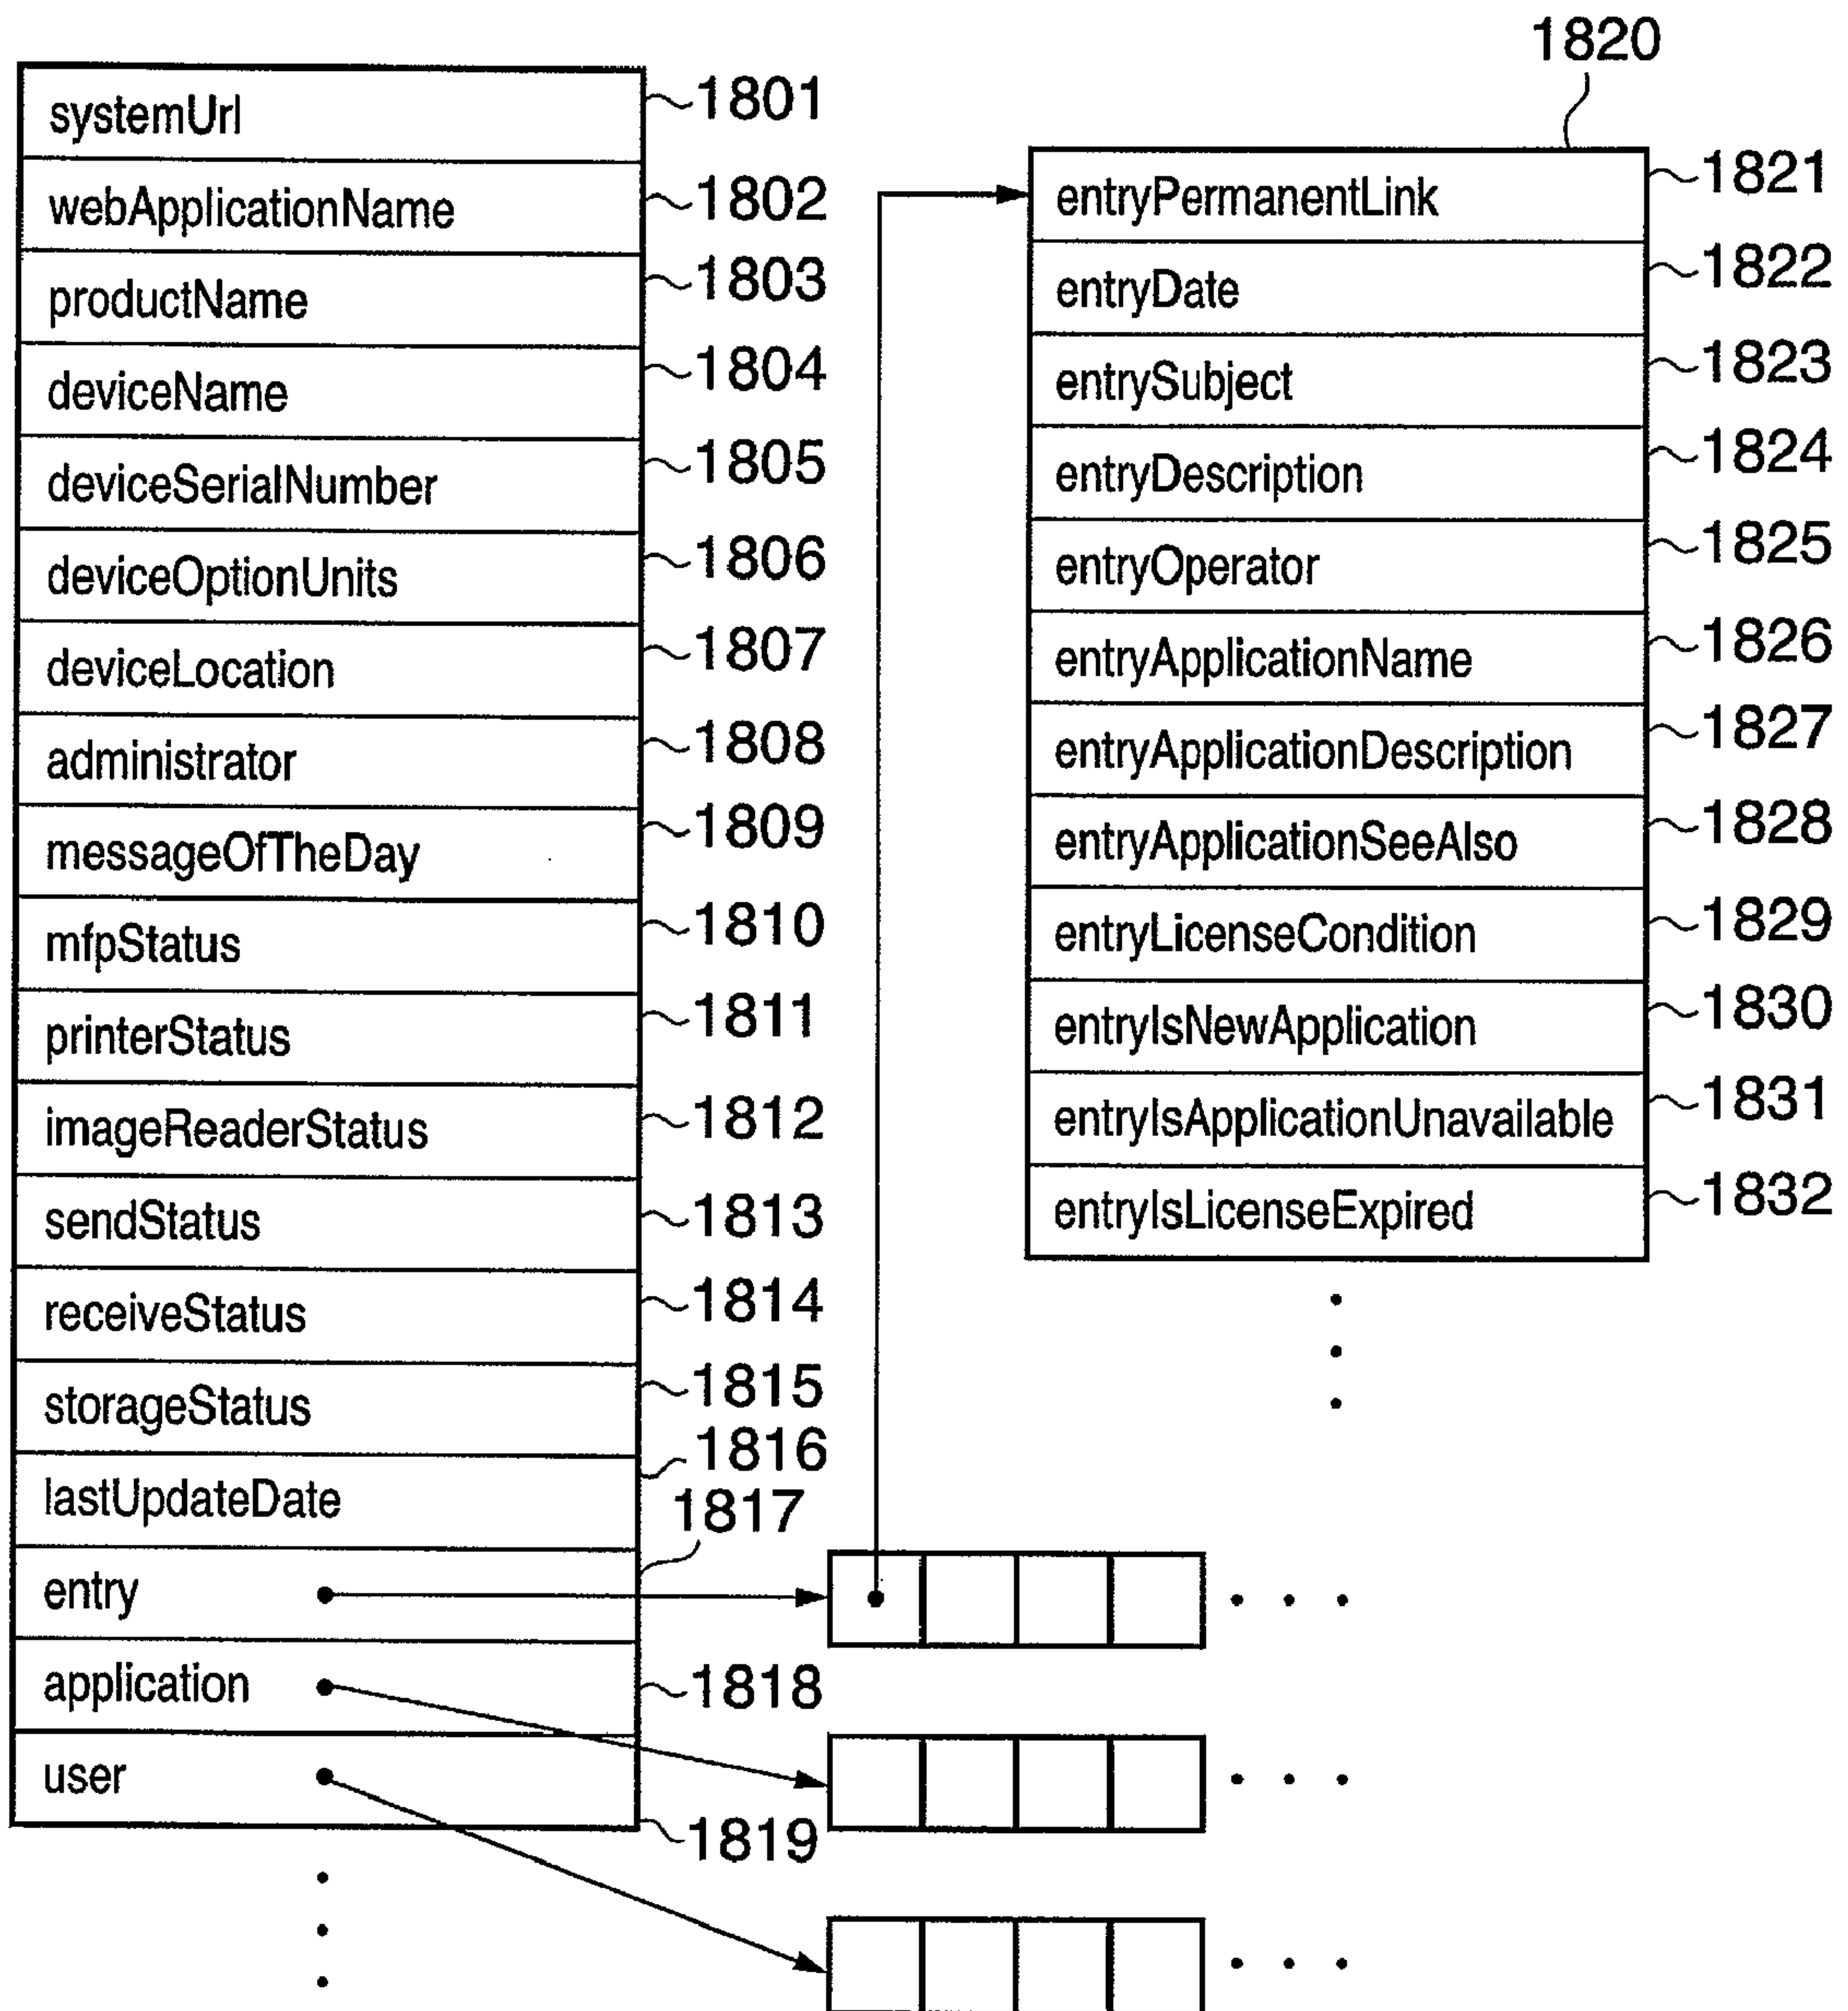 systemUrl 1801
webApplicationName 1802
productName 1803
deviceName 1804
deviceSerialNumber 1805
deviceOptionUnits 1806
deviceLocation 1807
administrator 1808
messageOfTheDay 1809
mfpStatus 1810
printerStatus 1811
imageReaderStatus 1812
sendStatus 1813
receiveStatus 1814
storageStatus 1815
lastUpdateDate 1816
entry 1817
application 1818
user 1819
1820
entryPermanentLink 1821
entryDate 1822
entrySubject 1823
entryDescription 1824
entryOperator 1825
entryApplicationName 1826
entryApplicationDescription 1827
entryApplicationSeeAlso 1828
entryLicenseCondition 1829
entryIsNewApplication 1830
entryIsApplicationUnavailable 1831
entryIsLicenseExpired 1832